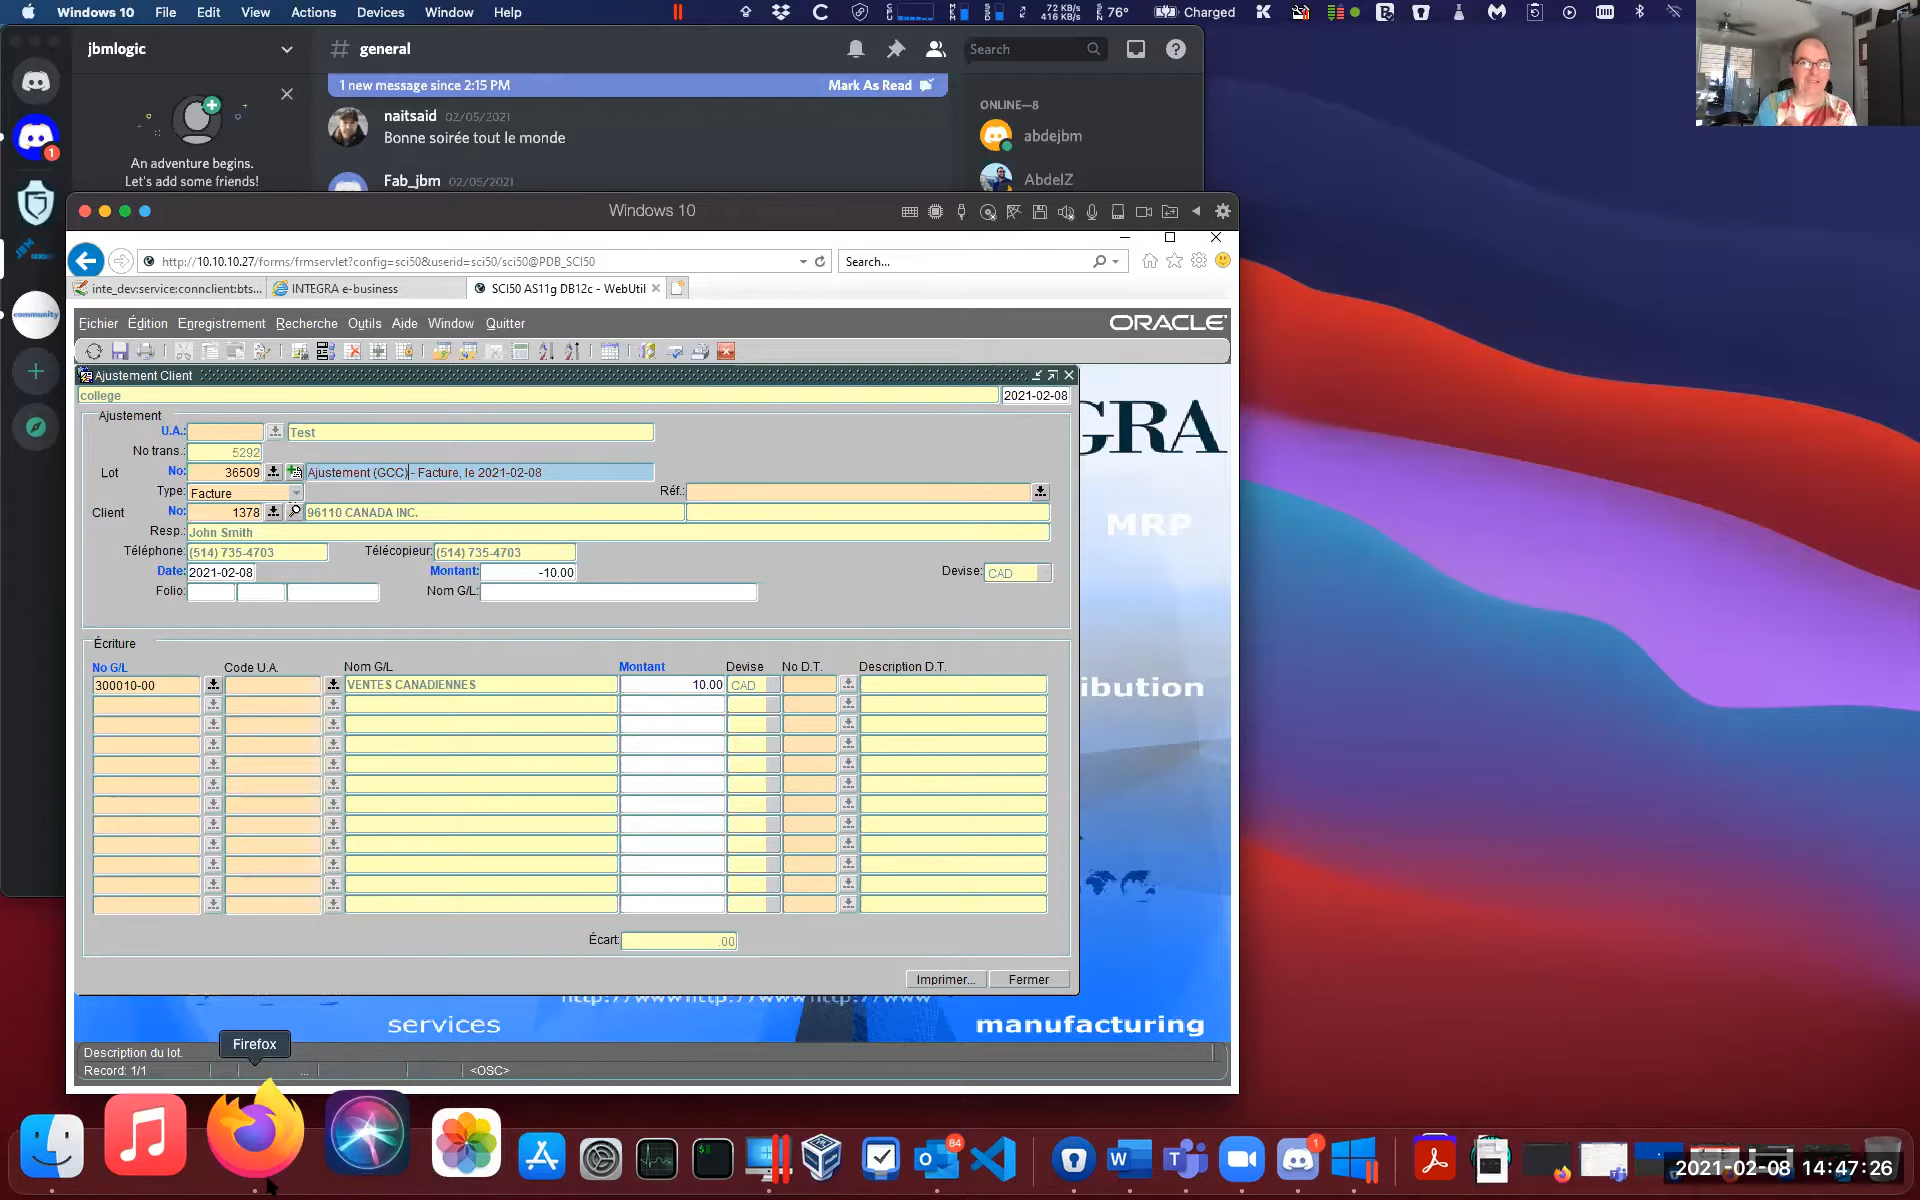 Windows 10 File Edit View Actions Devices Window Help
72 KB/s
416 KB/s
76° Charged
jbmlogic
# general
Search
1 new message since 2:15 PM Mark As Read
ONLINE—8
naitsaid 02/05/2021
Bonne soirée tout le monde
abdejbm
An adventure begins.
Let's add some friends!
Fab_jbm 02/05/2021
AbdelZ
1
community
Windows 10
http://10.10.10.27/forms/frmservlet?config=sci50&userid=sci50/sci50@PDB_SCI50
Search...
inte_dev:service:connclient:bts...
INTEGRA e-business
SCI50 AS11g DB12c - WebUtil
Fichier Édition Enregistrement Recherche Outils Aide Window Quitter
ORACLE
Ajustement Client
college 2021-02-08
Ajustement
U.A.: Test
No trans.: 5292
Lot No: 36509 Ajustement (GCC) - Facture, le 2021-02-08
Type: Facture Réf.:
Client No: 1378 96110 CANADA INC.
Resp.: John Smith
Téléphone: (514) 735-4703 Télécopieur: (514) 735-4703
Date: 2021-02-08 Montant: -10.00 Devise: CAD
Folio: Nom G/L:
GRA
MRP
bution
Écriture
No G/L Code U.A. Nom G/L Montant Devise No D.T. Description D.T.
300010-00 VENTES CANADIENNES 10.00 CAD
Écart: .00
Imprimer... Fermer
services
manufacturing
Description du lot.
Record: 1/1 ... <OSC>
Firefox
84
1
2021-02-08 14:47:26